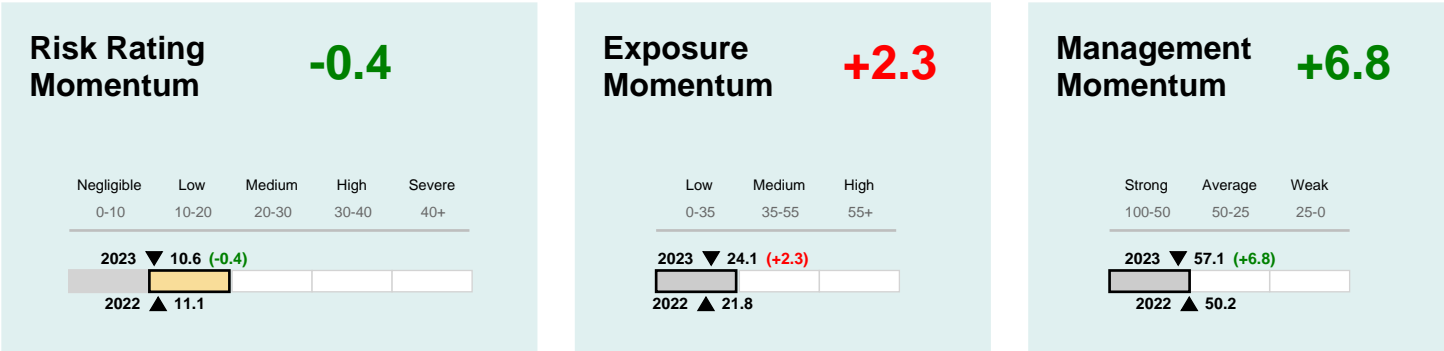 Risk Rating
Momentum
-0.4
Negligible Low Medium High Severe
0-10 10-20 20-30 30-40 40+
2023 ▼ 10.6 (-0.4)
2022 ▲ 11.1
Exposure
Momentum
+2.3
Low Medium High
0-35 35-55 55+
2023 ▼ 24.1 (+2.3)
2022 ▲ 21.8
Management
Momentum
+6.8
Strong Average Weak
100-50 50-25 25-0
2023 ▼ 57.1 (+6.8)
2022 ▲ 50.2